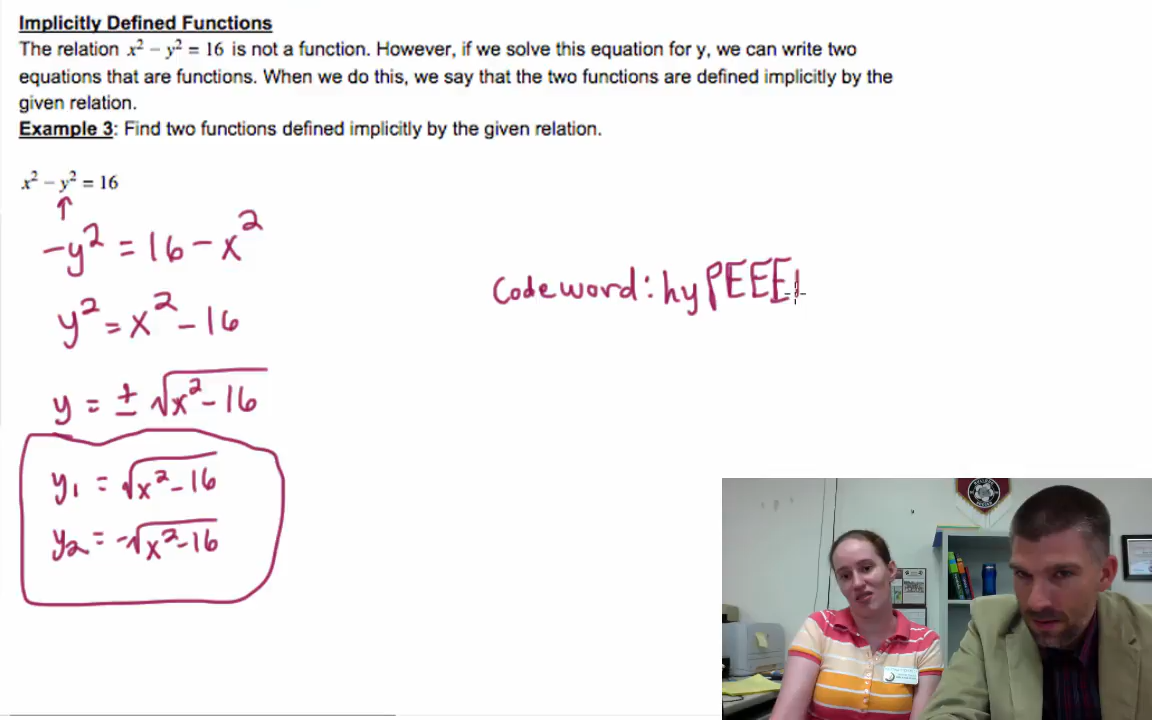 Implicitly Defined Functions
The relation x² − y² = 16 is not a function. However, if we solve this equation for y, we can write two
equations that are functions. When we do this, we say that the two functions are defined implicitly by the
given relation.
Example 3: Find two functions defined implicitly by the given relation.
x² − y² = 16
-y² = 16 - x²
y² = x² - 16
y = ± √x² - 16
y₁ = √x² - 16
y₂ = -√x² - 16
Codeword: hyPEEE